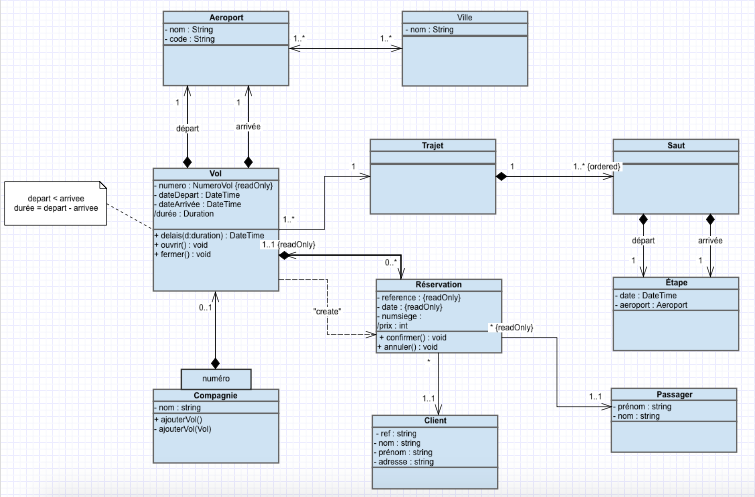 Aeroport
- nom : String
- code : String
1..*
1..*
Ville
- nom : String
1
départ
1
arrivée
depart < arrivee
durée = depart - arrivee
Vol
- numero : NumeroVol {readOnly}
- dateDepart : DateTime
- dateArrivée : DateTime
/durée : Duration
+ delais(d:duration) : DateTime
+ ouvrir() : void
+ fermer() : void
1..*
1
Trajet
1
1..* {ordered}
Saut
départ
1
arrivée
1
Étape
- date : DateTime
- aeroport : Aeroport
1..1 {readOnly}
0..*
"create"
Réservation
- reference : {readOnly}
- date : {readOnly}
- numsiege :
/prix : int
+ confirmer() : void
+ annuler() : void
* {readOnly}
1..1
Passager
- prénom : string
- nom : string
*
1..1
Client
- ref : string
- nom : string
- prénom : string
- adresse : string
0..1
numéro
Compagnie
- nom : string
+ ajouterVol()
- ajouterVol(Vol)